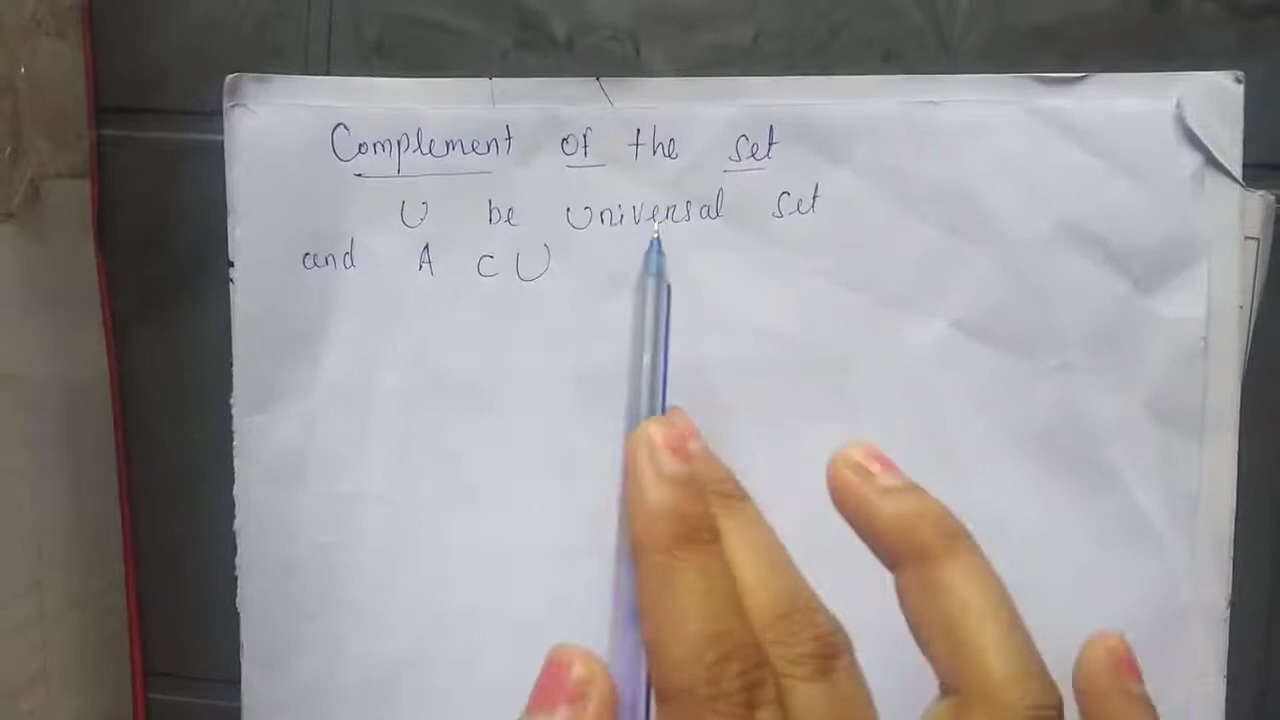 Complement of the set
U be Universal set
and A ⊂ U